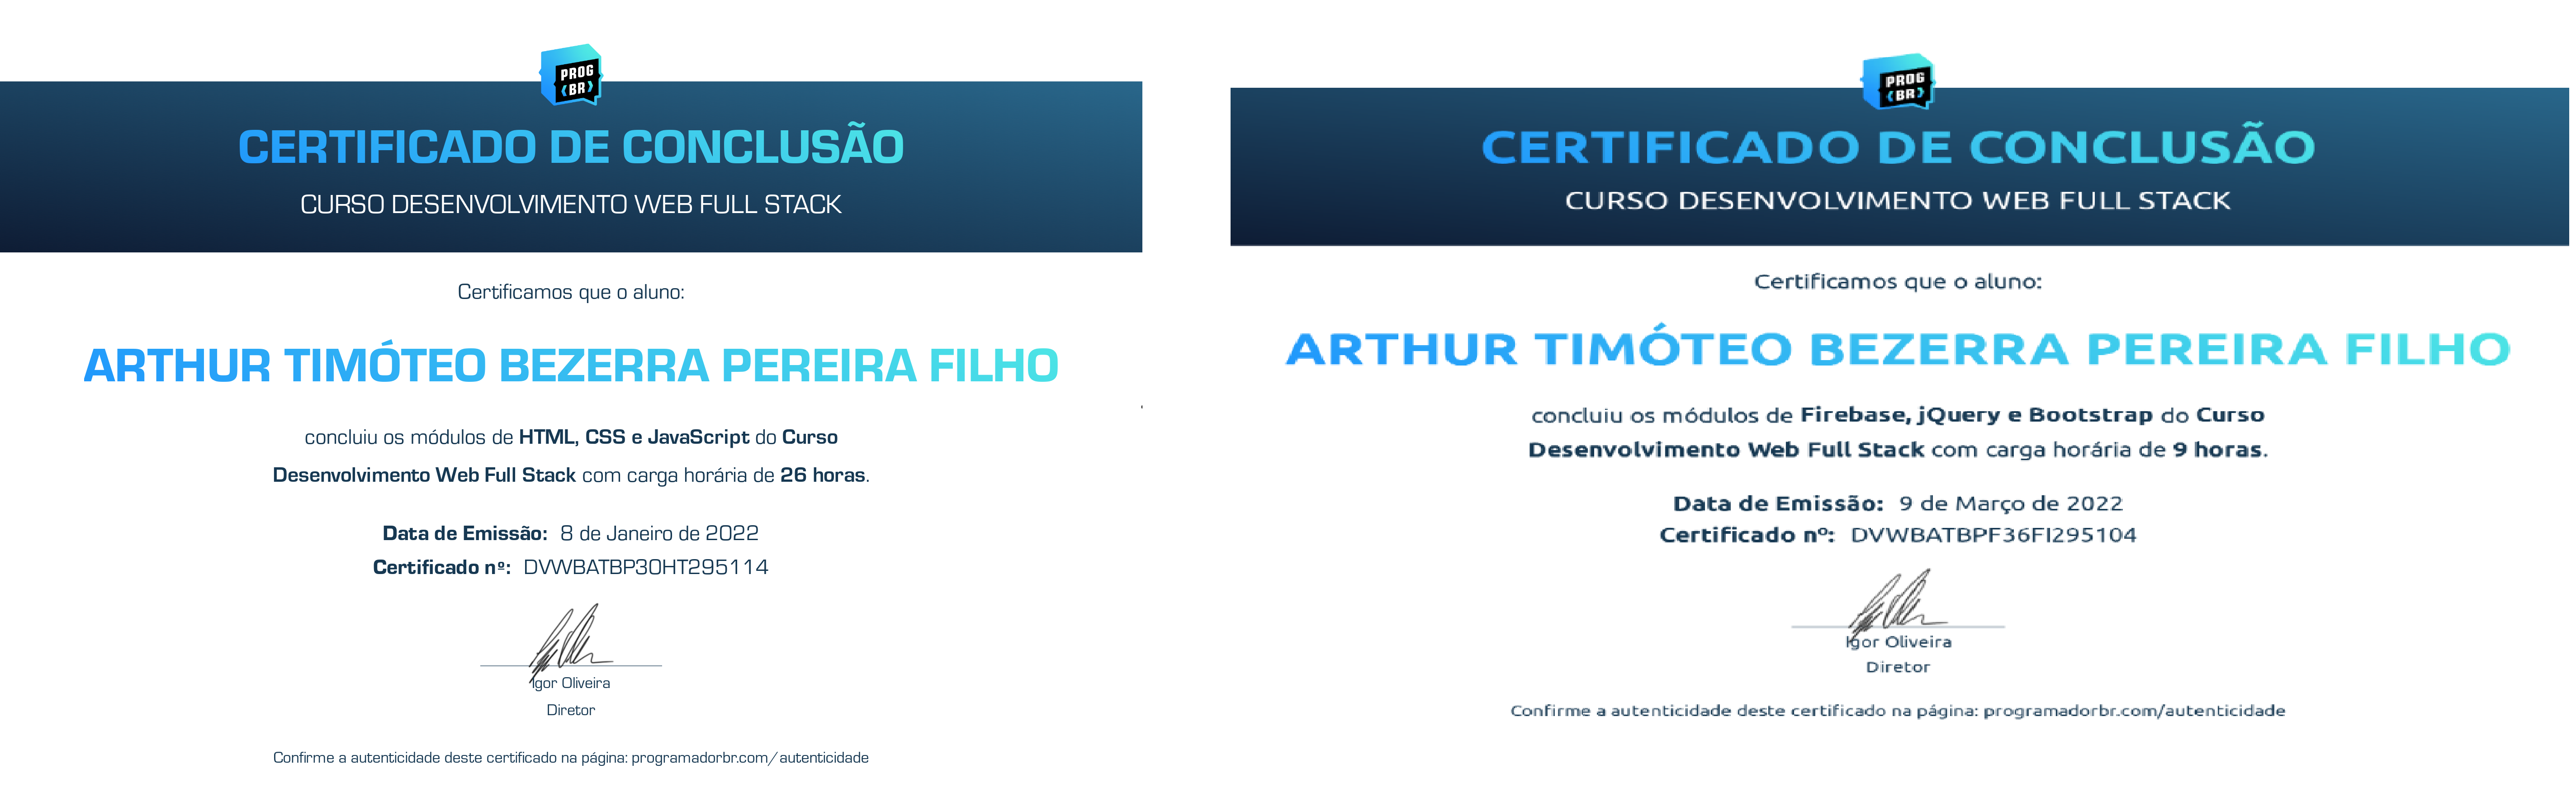 PROG
{BR}
CERTIFICADO DE CONCLUSÃO
CURSO DESENVOLVIMENTO WEB FULL STACK
Certificamos que o aluno:
ARTHUR TIMÓTEO BEZERRA PEREIRA FILHO
concluiu os módulos de HTML, CSS e JavaScript do Curso
Desenvolvimento Web Full Stack com carga horária de 26 horas.
Data de Emissão: 8 de Janeiro de 2022
Certificado nº: DVWBATBP30HT295114
Igor Oliveira
Diretor
Confirme a autenticidade deste certificado na página: programadorbr.com/autenticidade
PROG
{BR}
CERTIFICADO DE CONCLUSÃO
CURSO DESENVOLVIMENTO WEB FULL STACK
Certificamos que o aluno:
ARTHUR TIMÓTEO BEZERRA PEREIRA FILHO
concluiu os módulos de Firebase, jQuery e Bootstrap do Curso
Desenvolvimento Web Full Stack com carga horária de 9 horas.
Data de Emissão: 9 de Março de 2022
Certificado nº: DVWBATBPF36FI295104
Igor Oliveira
Diretor
Confirme a autenticidade deste certificado na página: programadorbr.com/autenticidade